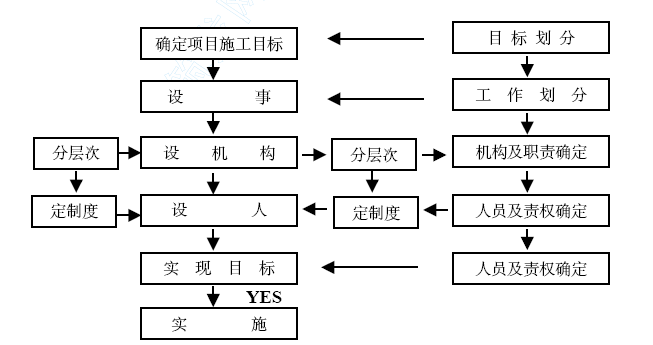 确定项目施工目标
目标划分
设 事
工作划分
分层次
设机构
分层次
机构及职责确定
定制度
设 人
定制度
人员及责权确定
实现目标
人员及责权确定
YES
实 施